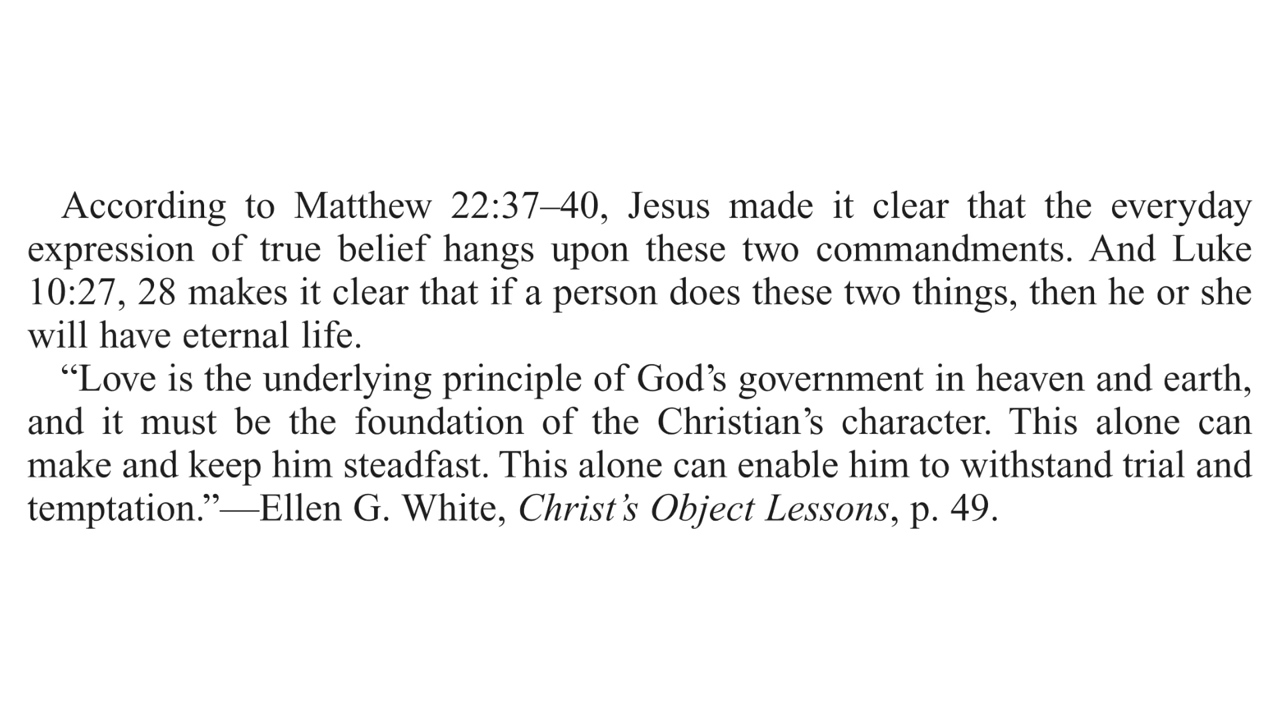 According to Matthew 22:37–40, Jesus made it clear that the everyday
expression of true belief hangs upon these two commandments. And Luke
10:27, 28 makes it clear that if a person does these two things, then he or she
will have eternal life.
“Love is the underlying principle of God’s government in heaven and earth,
and it must be the foundation of the Christian’s character. This alone can
make and keep him steadfast. This alone can enable him to withstand trial and
temptation.”—Ellen G. White, Christ’s Object Lessons, p. 49.